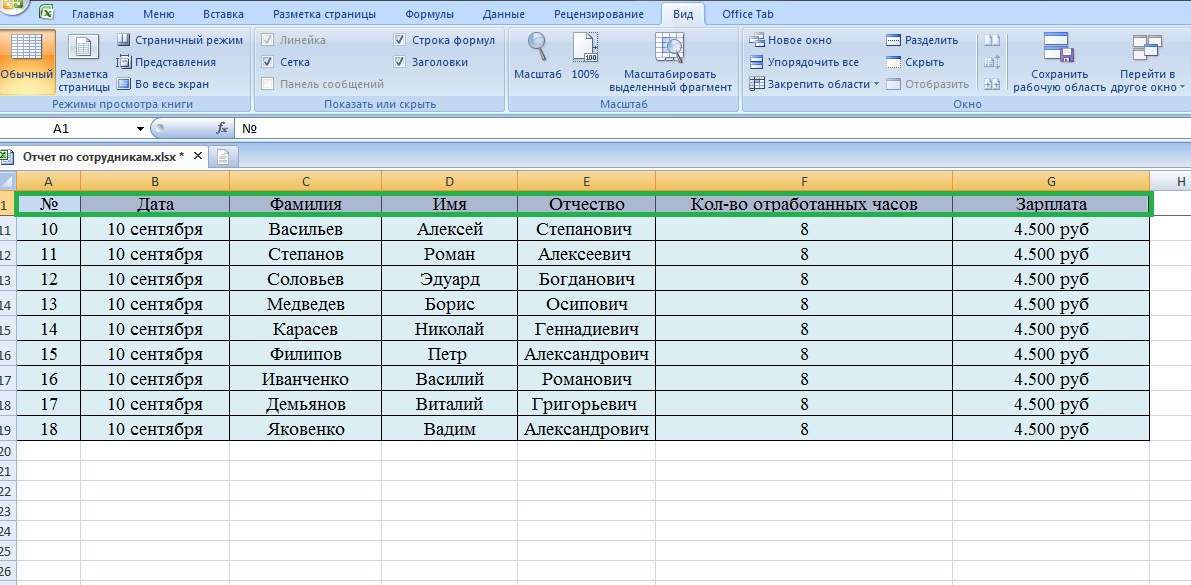 Главная Меню Вставка Разметка страницы Формулы Данные Рецензирование Вид Office Tab
Обычный
Разметка страницы
Страничный режим
Представления
Во весь экран
Режимы просмотра книги
Линейка
Сетка
Панель сообщений
Строка формул
Заголовки
Показать или скрыть
Масштаб
100%
Масштабировать
выделенный фрагмент
Масштаб
Новое окно
Упорядочить все
Закрепить области
Разделить
Скрыть
Отобразить
Сохранить
рабочую область
Перейти в
другое окно
Окно
A1 fx №
Отчет по сотрудникам.xlsx *
A B C D E F G H
1 № Дата Фамилия Имя Отчество Кол-во отработанных часов Зарплата
11 10 10 сентября Васильев Алексей Степанович 8 4.500 руб
12 11 10 сентября Степанов Роман Алексеевич 8 4.500 руб
13 12 10 сентября Соловьев Эдуард Богданович 8 4.500 руб
14 13 10 сентября Медведев Борис Осипович 8 4.500 руб
15 14 10 сентября Карасев Николай Геннадиевич 8 4.500 руб
16 15 10 сентября Филипов Петр Александрович 8 4.500 руб
17 16 10 сентября Иванченко Василий Романович 8 4.500 руб
18 17 10 сентября Демьянов Виталий Григорьевич 8 4.500 руб
19 18 10 сентября Яковенко Вадим Александрович 8 4.500 руб
20
21
22
23
24
25
26